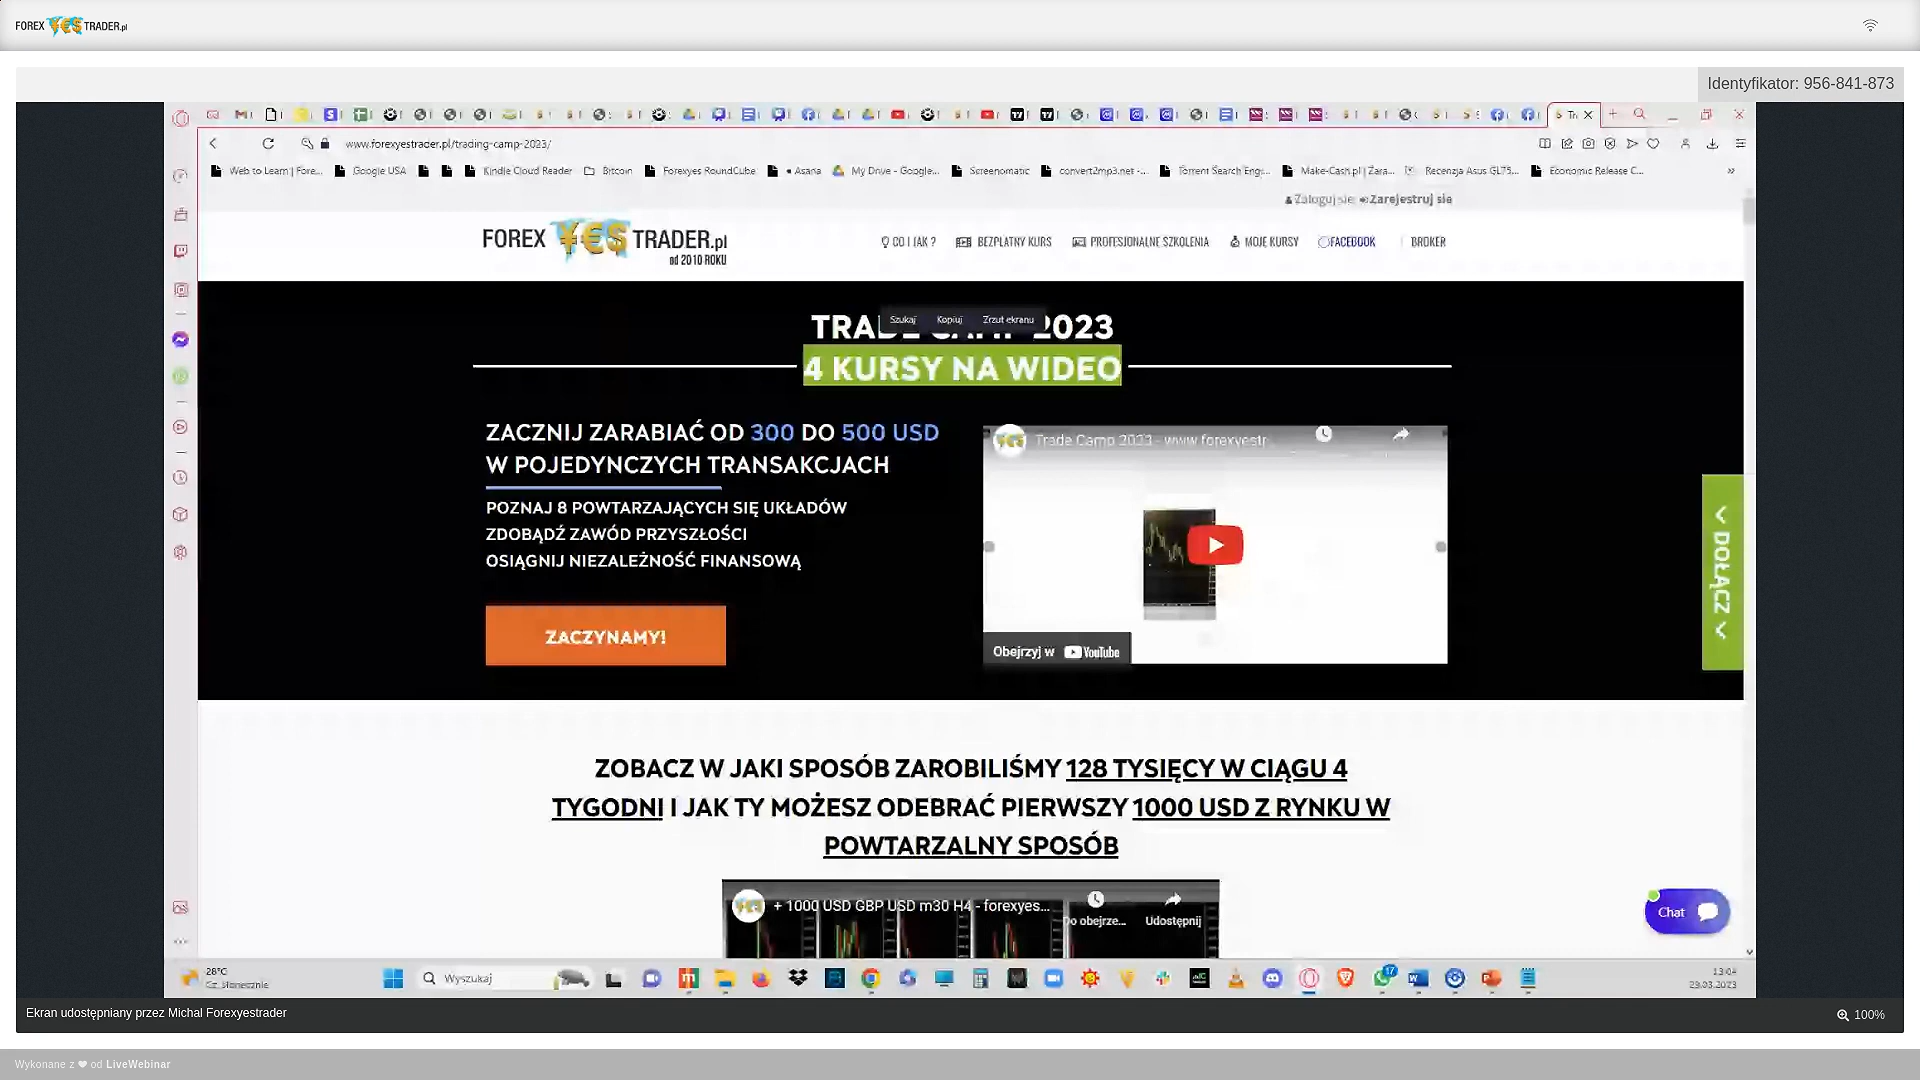 FOREX YES TRADER.pl
Identyfikator: 956-841-873
www.forexyestrader.pl/trading-camp-2023/
Web to Learn | Fore...
Google USA
Kindle Cloud Reader
Bitcoin
Forexyes RoundCube
Asana
My Drive - Google...
Screenomatic
convert2mp3.net -...
Torrent Search Engi...
Make-Cash.pl | Zara...
Recenzja Asus GL75...
Economic Release C...
Zaloguj się Zarejestruj się
FOREX ¥€$ TRADER.pl
od 2010 ROKU
CO I JAK ?
BEZPŁATNY KURS
PROFESJONALNE SZKOLENIA
MOJE KURSY
FACEBOOK
BROKER
Szukaj Kopiuj Zrzut ekranu
2023
4 KURSY NA WIDEO
ZACZNIJ ZARABIAĆ OD 300 DO 500 USD
W POJEDYNCZYCH TRANSAKCJACH
POZNAJ 8 POWTARZAJĄCYCH SIĘ UKŁADÓW
ZDOBĄDŹ ZAWÓD PRZYSZŁOŚCI
OSIĄGNIJ NIEZALEŻNOŚĆ FINANSOWĄ
ZACZYNAMY!
Trade Camp 2023 - www forexyestr
Obejrzyj w YouTube
DOŁĄCZ
ZOBACZ W JAKI SPOSÓB ZAROBILIŚMY 128 TYSIĘCY W CIĄGU 4
TYGODNI I JAK TY MOŻESZ ODEBRAĆ PIERWSZY 1000 USD Z RYNKU W
POWTARZALNY SPOSÓB
+ 1000 USD GBP USD m30 H4 - forexyes...
Do obejrze...
Udostępnij
Chat
28°C
Cz. słonecznie
Wyszukaj
17
13:04
29.03.2023
Ekran udostępniany przez Michal Forexyestrader
100%
Wykonane z ❤ od LiveWebinar